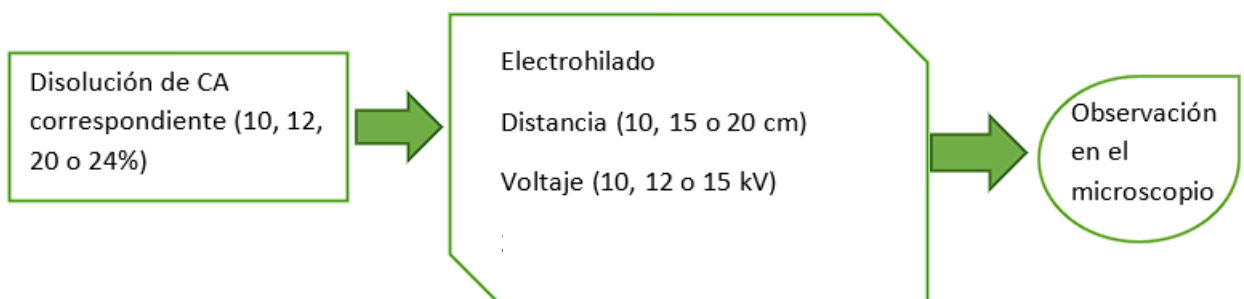 Disolución de CA
correspondiente (10, 12,
20 o 24%)
Electrohilado
Distancia (10, 15 o 20 cm)
Voltaje (10, 12 o 15 kV)
Observación
en el
microscopio